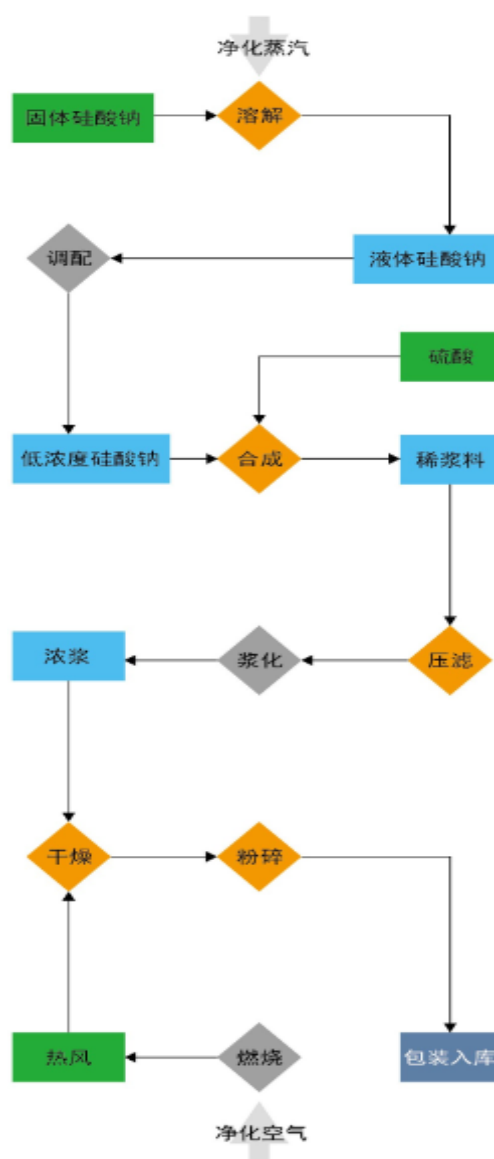 净化蒸汽
固体硅酸钠
溶解
调配
液体硅酸钠
硫酸
低浓度硅酸钠
合成
稀浆料
浓浆
浆化
压滤
干燥
粉碎
热风
燃烧
包装入库
净化空气